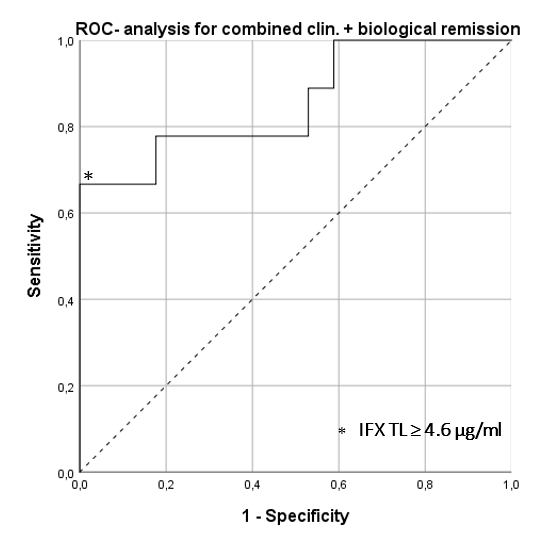 ROC- analysis for combined clin. + biological remission
1,0
0,8
0,6
0,4
0,2
0,0
Sensitivity
*
* IFX TL ≥ 4.6 µg/ml
0,0 0,2 0,4 0,6 0,8 1,0
1 - Specificity